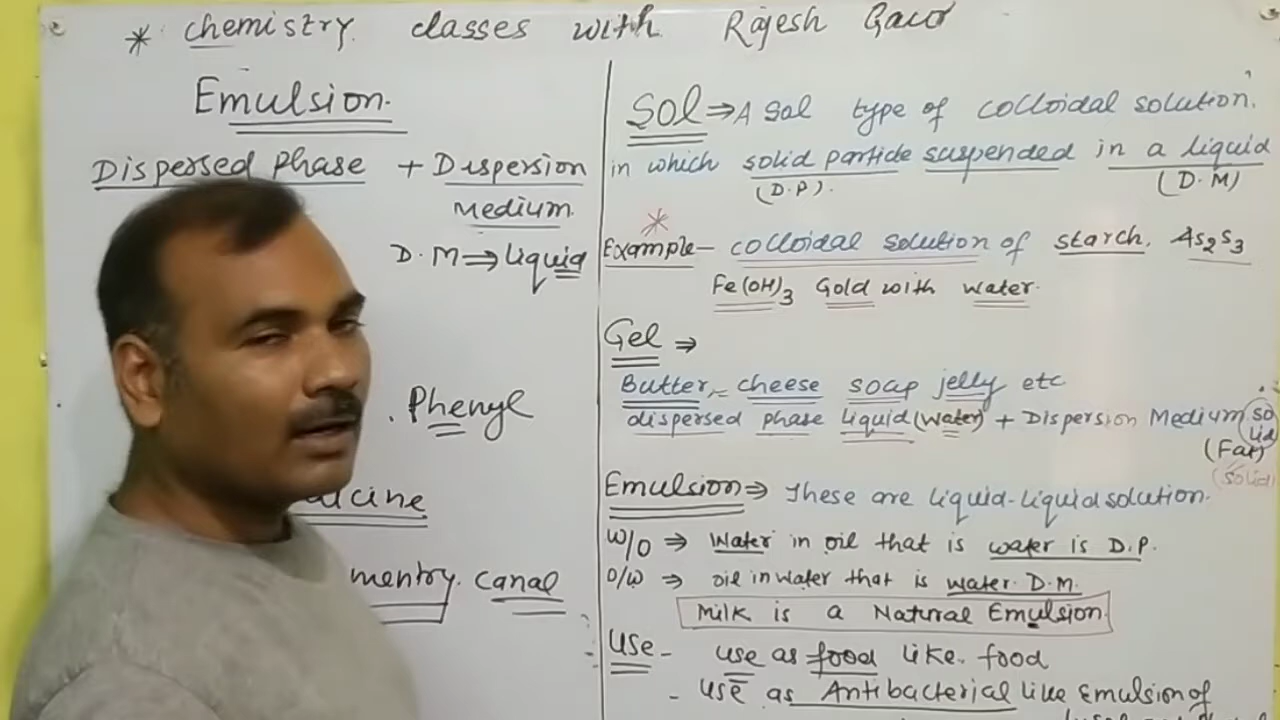 * Chemistry classes with Rajesh Gaur
Emulsion.
Dispersed Phase + Dispersion
Medium.
D.M ⇒ liquid
. Phenyl
cine
mentry. canal
Sol ⇒ A Sol type of colloidal solution.
in which solid particle suspended in a liquid
(D.P). (D.M)
*
Example – colloidal solution of starch, As₂S₃
Fe(OH)₃ Gold with water.
Gel ⇒
Butter, cheese soap jelly etc
dispersed phase liquid (water) + Dispersion Medium (solid
(Fat)
(solid)
Emulsion ⇒ These are liquid-liquid solution.
W/O ⇒ Water in oil that is water is D.P.
O/W ⇒ oil in water that is water. D.M.
Milk is a Natural Emulsion.
Use – use as food like. food
- use as Antibacterial like Emulsion of